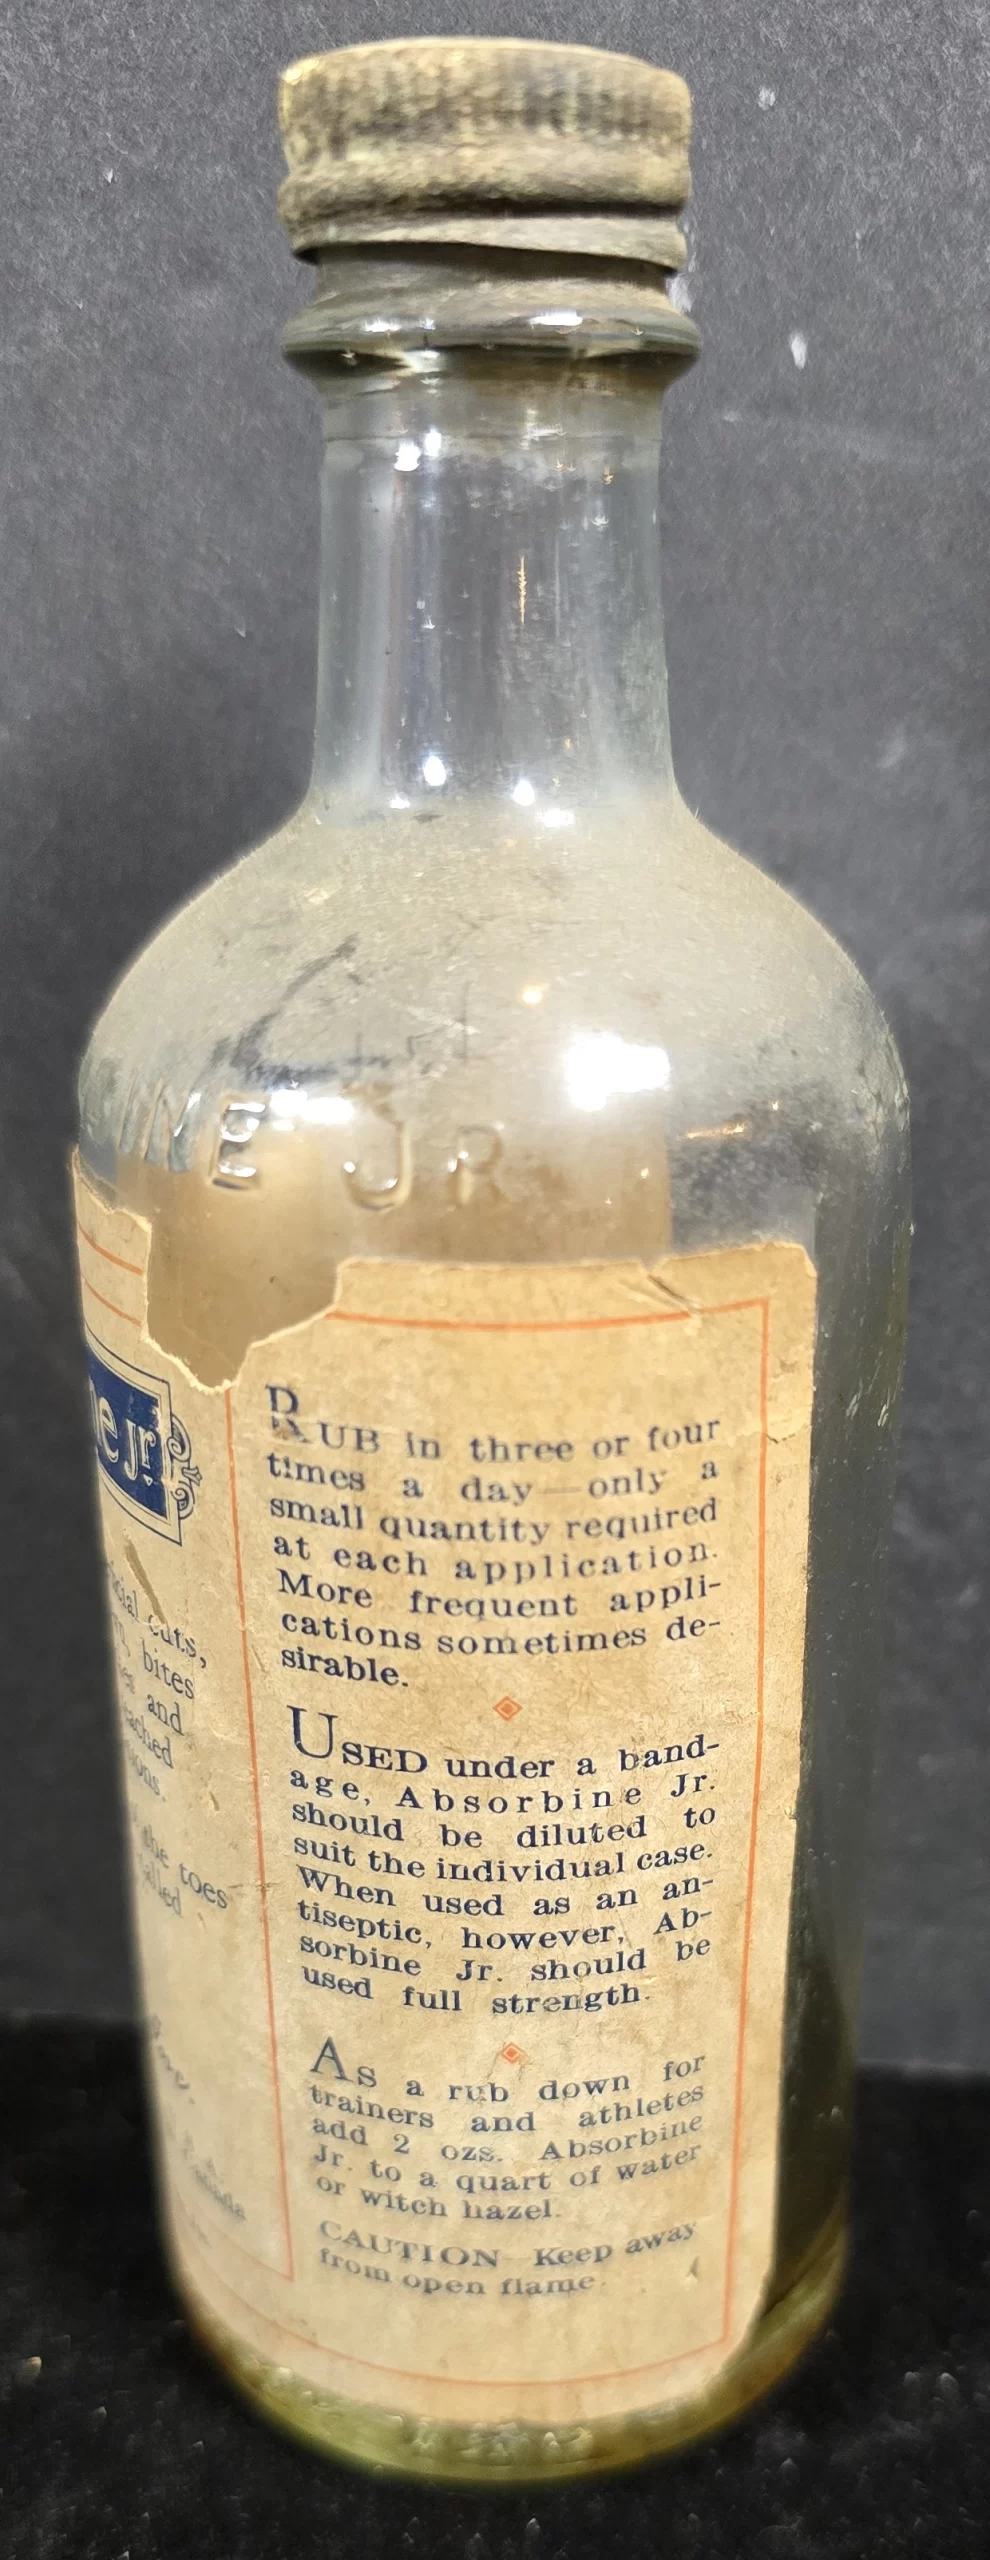 NE JR
e Jr.
cuts,
bites
and
the toes
RUB in three or four
times a day—only a
small quantity required
at each application.
More frequent appli-
cations sometimes de-
sirable.
USED under a band-
age, Absorbine Jr.
should be diluted to
suit the individual case.
When used as an an-
tiseptic, however, Ab-
sorbine Jr. should be
used full strength.
As a rub down for
trainers and athletes
add 2 ozs. Absorbine
Jr. to a quart of water
or witch hazel.
CAUTION Keep away
from open flame.